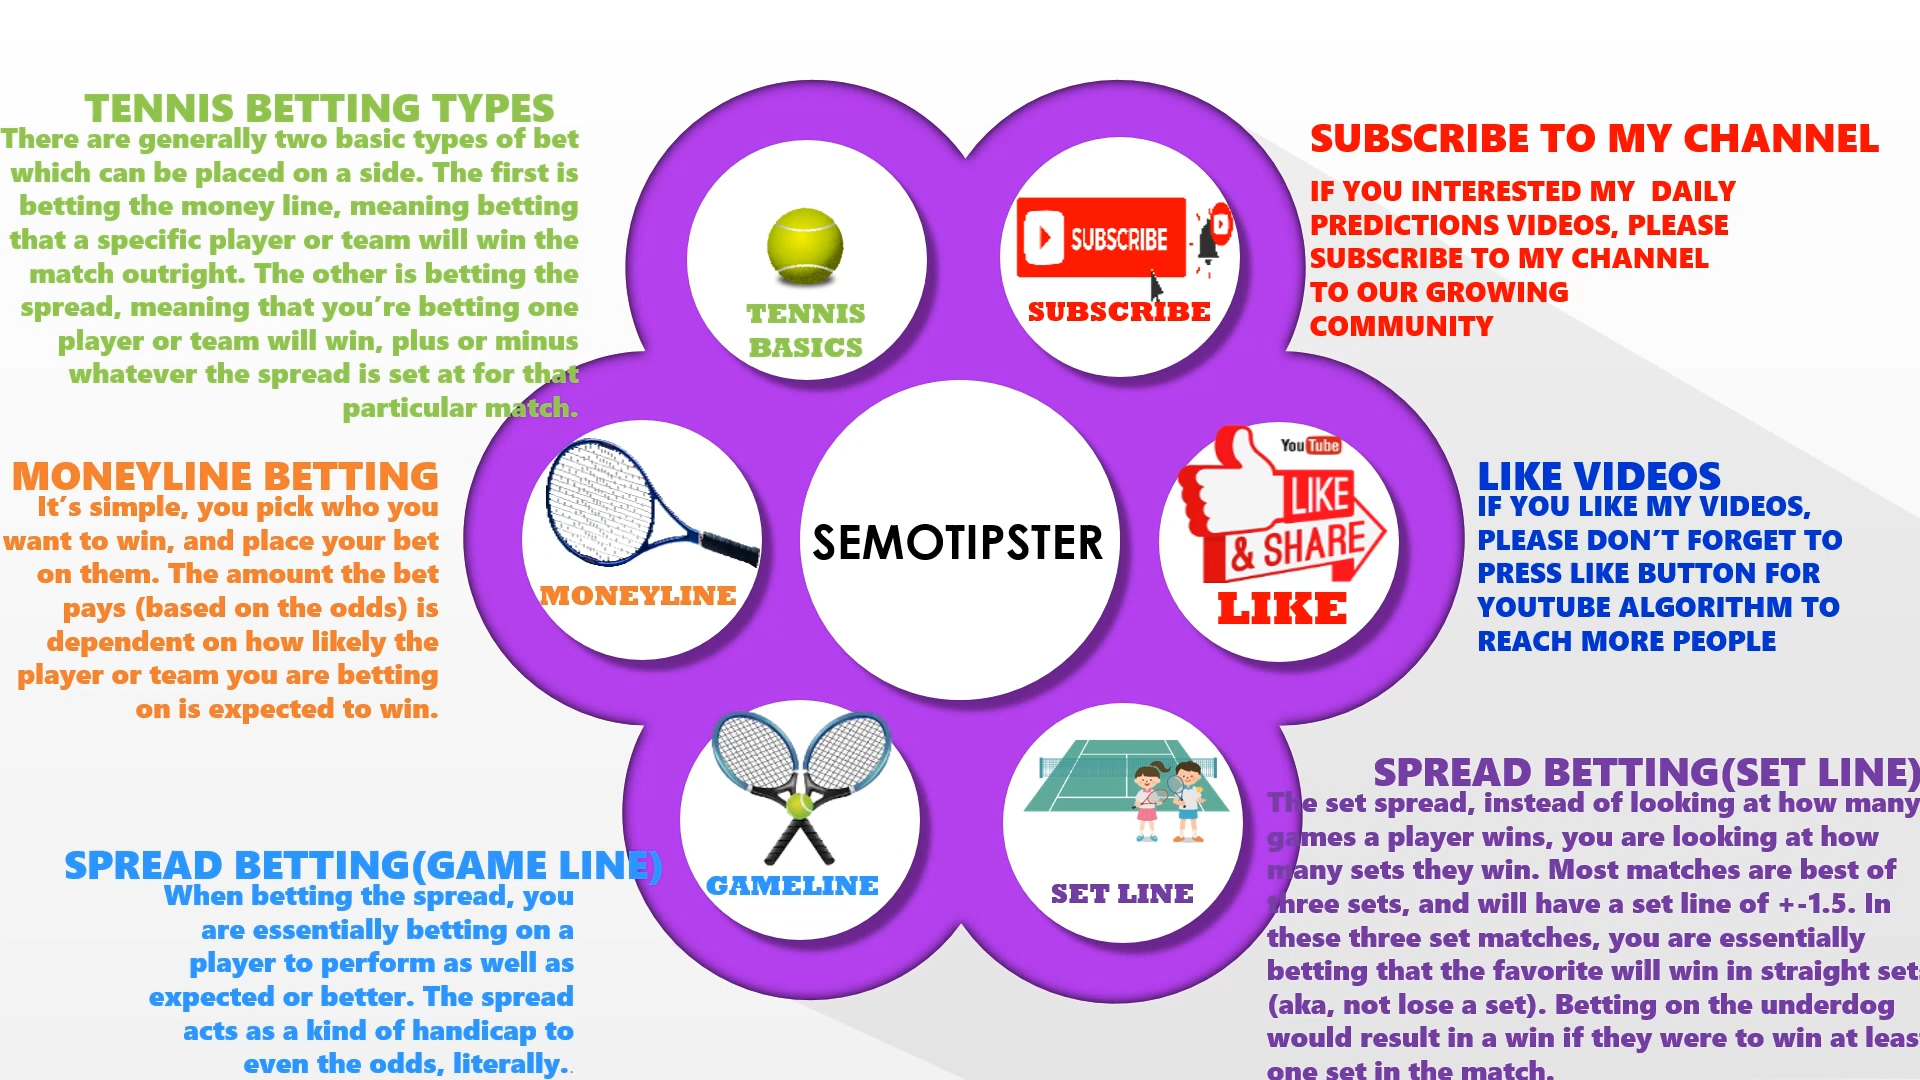 TENNIS BETTING TYPES
There are generally two basic types of bet
which can be placed on a side. The first is
betting the money line, meaning betting
that a specific player or team will win the
match outright. The other is betting the
spread, meaning that you’re betting one
player or team will win, plus or minus
whatever the spread is set at for that
particular match.
MONEYLINE BETTING
It’s simple, you pick who you
want to win, and place your bet
on them. The amount the bet
pays (based on the odds) is
dependent on how likely the
player or team you are betting
on is expected to win.
SPREAD BETTING(GAME LINE)
When betting the spread, you
are essentially betting on a
player to perform as well as
expected or better. The spread
acts as a kind of handicap to
even the odds, literally..
TENNIS
BASICS
SUBSCRIBE
SUBSCRIBE
MONEYLINE
SEMOTIPSTER
You Tube
LIKE
& SHARE
LIKE
GAMELINE
SET LINE
SUBSCRIBE TO MY CHANNEL
IF YOU INTERESTED MY DAILY
PREDICTIONS VIDEOS, PLEASE
SUBSCRIBE TO MY CHANNEL
TO OUR GROWING
COMMUNITY
LIKE VIDEOS
IF YOU LIKE MY VIDEOS,
PLEASE DON’T FORGET TO
PRESS LIKE BUTTON FOR
YOUTUBE ALGORITHM TO
REACH MORE PEOPLE
SPREAD BETTING(SET LINE)
The set spread, instead of looking at how many
games a player wins, you are looking at how
many sets they win. Most matches are best of
three sets, and will have a set line of +-1.5. In
these three set matches, you are essentially
betting that the favorite will win in straight sets
(aka, not lose a set). Betting on the underdog
would result in a win if they were to win at least
one set in the match.